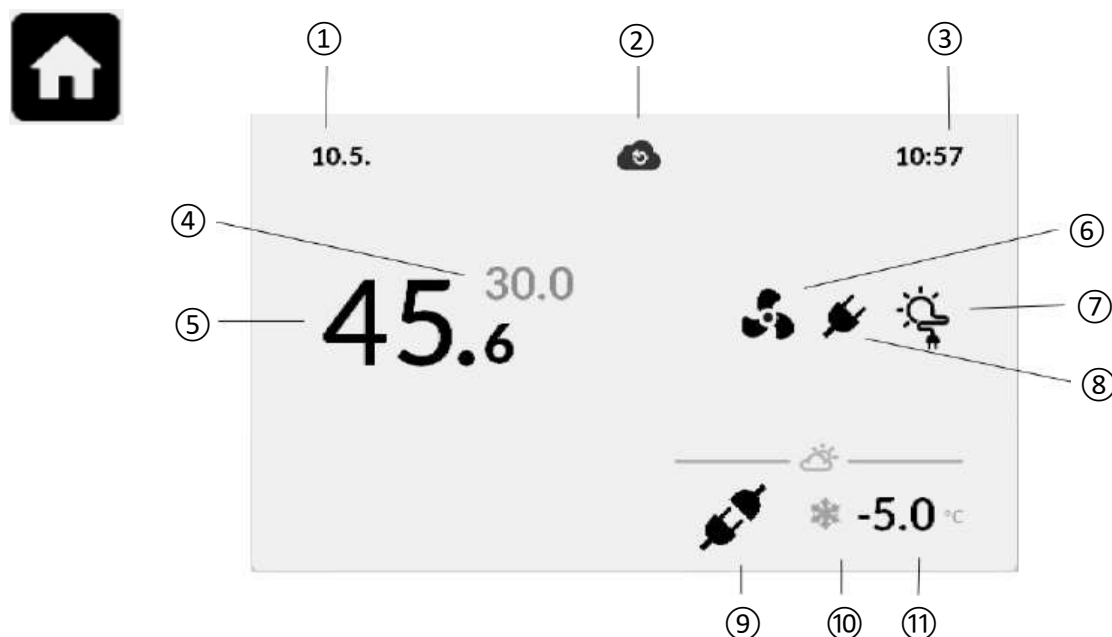 ① ② ③
10.5. 10:57
④ 30.0 ⑥
⑤ 45.6 ⑦
⑧
-5.0 °C
⑨ ⑩ ⑪